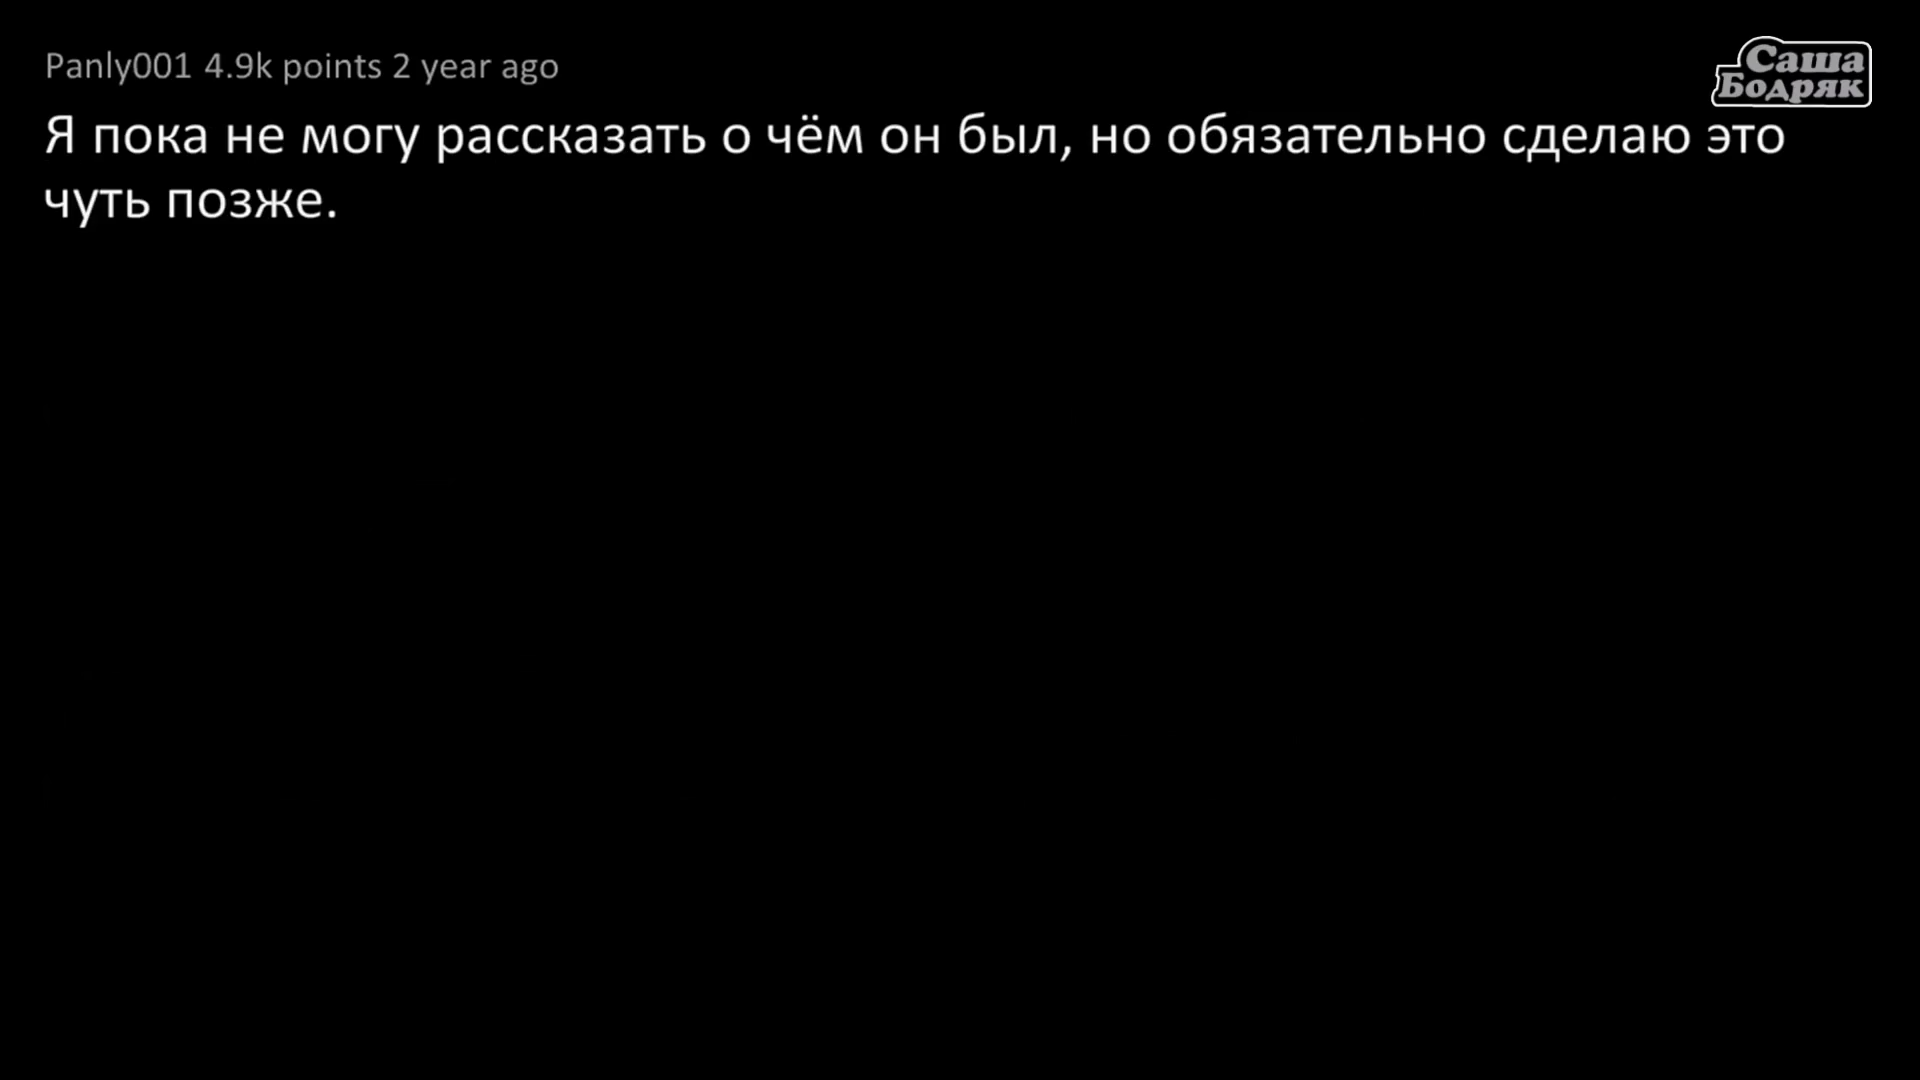 Panly001 4.9k points 2 year ago
Саша
Бодряк
Я пока не могу рассказать о чём он был, но обязательно сделаю это
чуть позже.